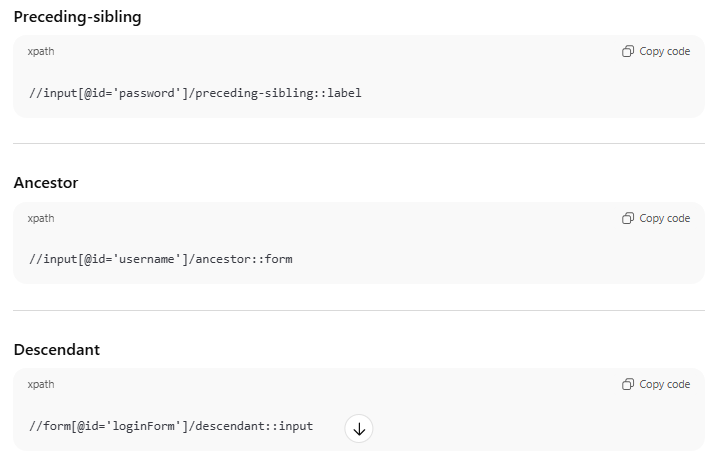 Preceding-sibling
xpath Copy code
//input[@id='password']/preceding-sibling::label
Ancestor
xpath Copy code
//input[@id='username']/ancestor::form
Descendant
xpath Copy code
//form[@id='loginForm']/descendant::input